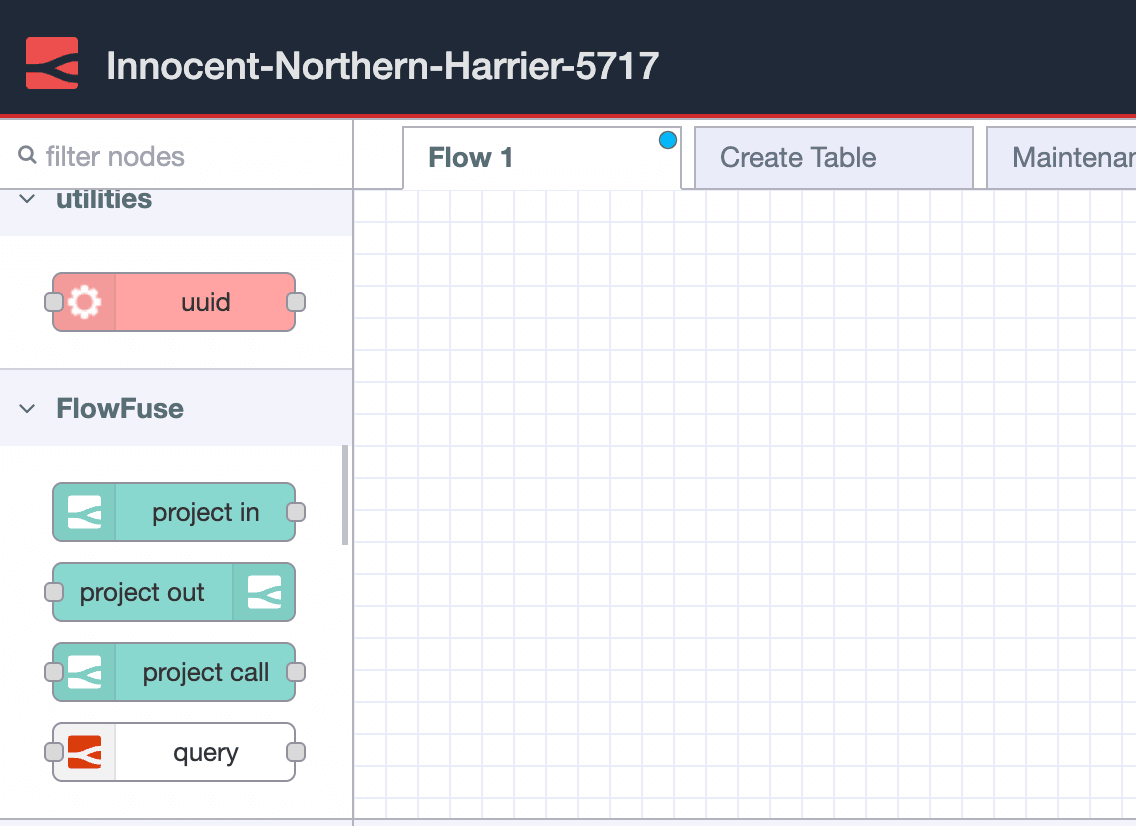 Innocent-Northern-Harrier-5717
filter nodes
Flow 1
Create Table
utilities
uuid
FlowFuse
project in
project out
project call
query